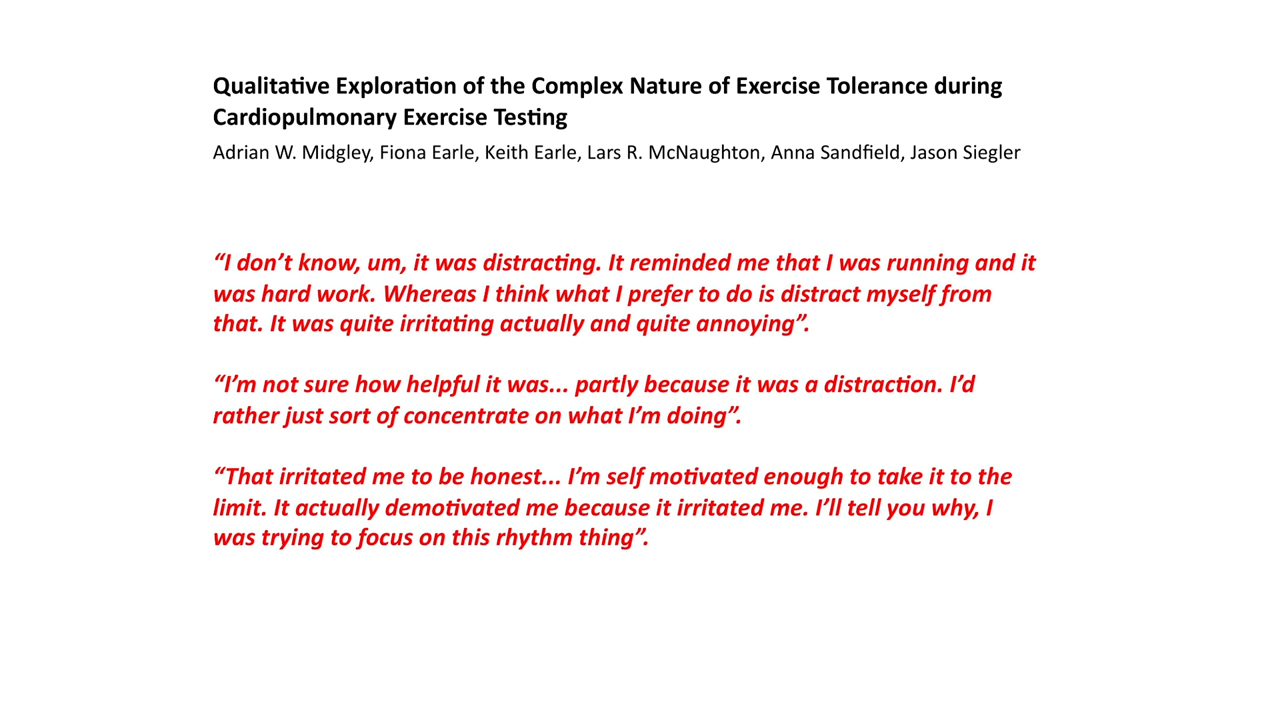 Qualitative Exploration of the Complex Nature of Exercise Tolerance during
Cardiopulmonary Exercise Testing
Adrian W. Midgley, Fiona Earle, Keith Earle, Lars R. McNaughton, Anna Sandfield, Jason Siegler
“I don’t know, um, it was distracting. It reminded me that I was running and it
was hard work. Whereas I think what I prefer to do is distract myself from
that. It was quite irritating actually and quite annoying”.
“I’m not sure how helpful it was... partly because it was a distraction. I’d
rather just sort of concentrate on what I’m doing”.
“That irritated me to be honest... I’m self motivated enough to take it to the
limit. It actually demotivated me because it irritated me. I’ll tell you why, I
was trying to focus on this rhythm thing”.